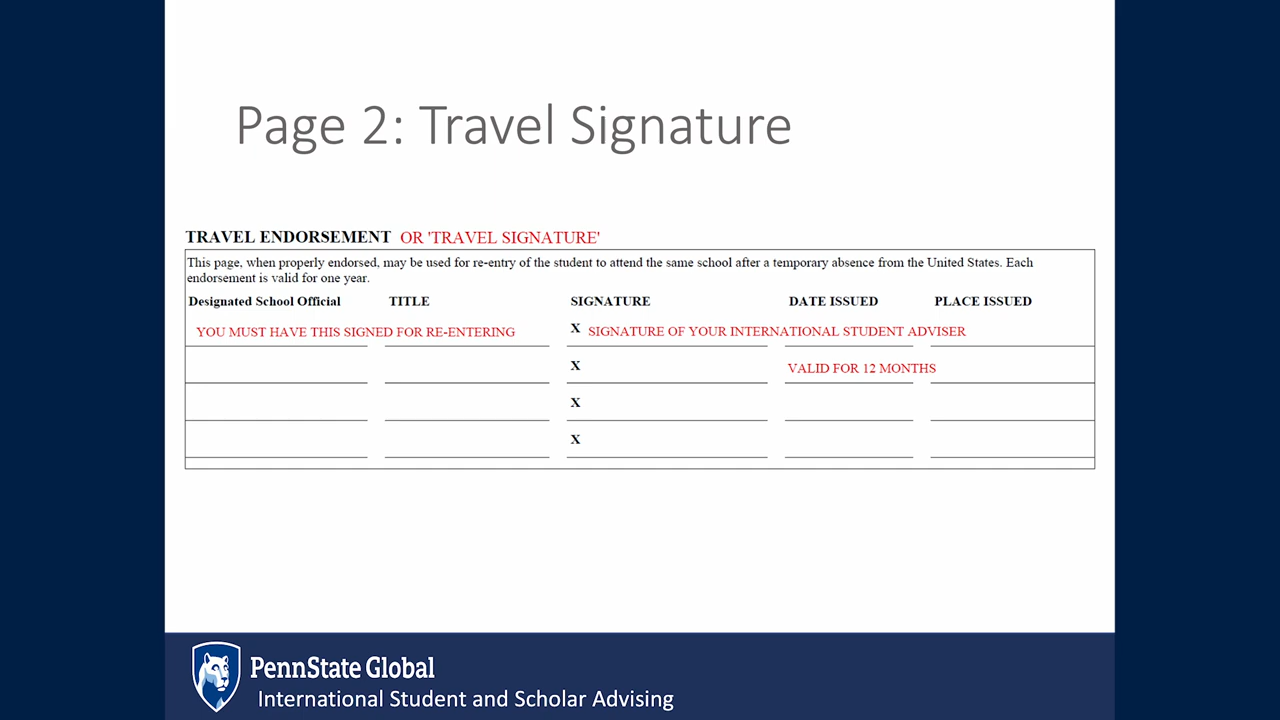 Page 2: Travel Signature
TRAVEL ENDORSEMENT OR 'TRAVEL SIGNATURE'
This page, when properly endorsed, may be used for re-entry of the student to attend the same school after a temporary absence from the United States. Each
endorsement is valid for one year.
Designated School Official TITLE SIGNATURE DATE ISSUED PLACE ISSUED
YOU MUST HAVE THIS SIGNED FOR RE-ENTERING X SIGNATURE OF YOUR INTERNATIONAL STUDENT ADVISER
X VALID FOR 12 MONTHS
X
X
PennState Global
International Student and Scholar Advising